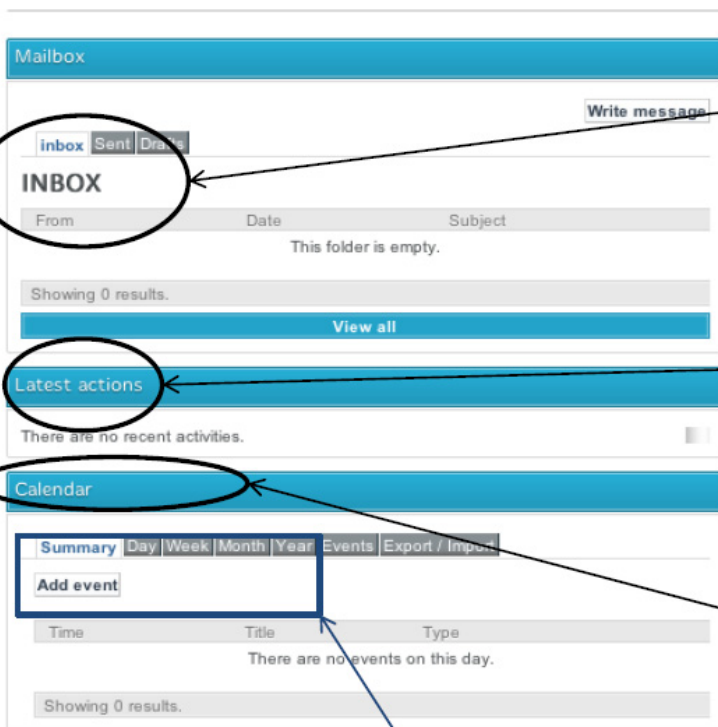 Mailbox
Write message
inbox Sent Drafts
INBOX
From Date Subject
This folder is empty.
Showing 0 results.
View all
Latest actions
There are no recent activities.
Calendar
Summary Day Week Month Year Events Export / Import
Add event
Time Title Type
There are no events on this day.
Showing 0 results.